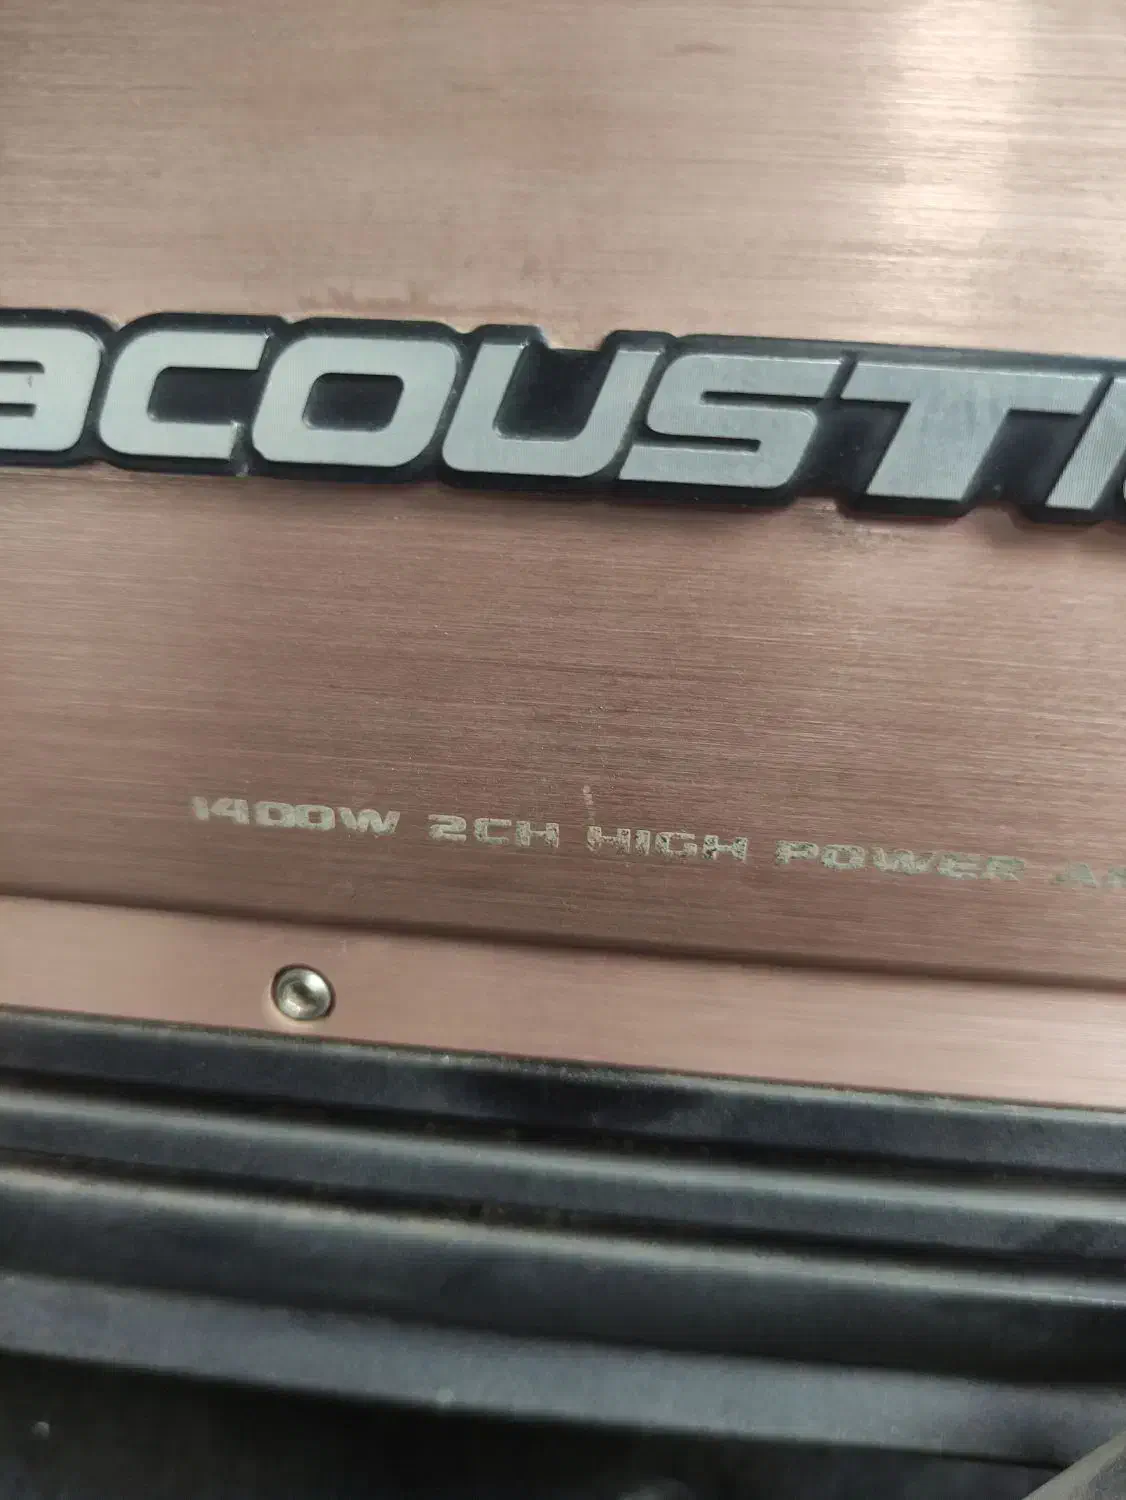 acousti
1400W 2CH HIGH POWER A